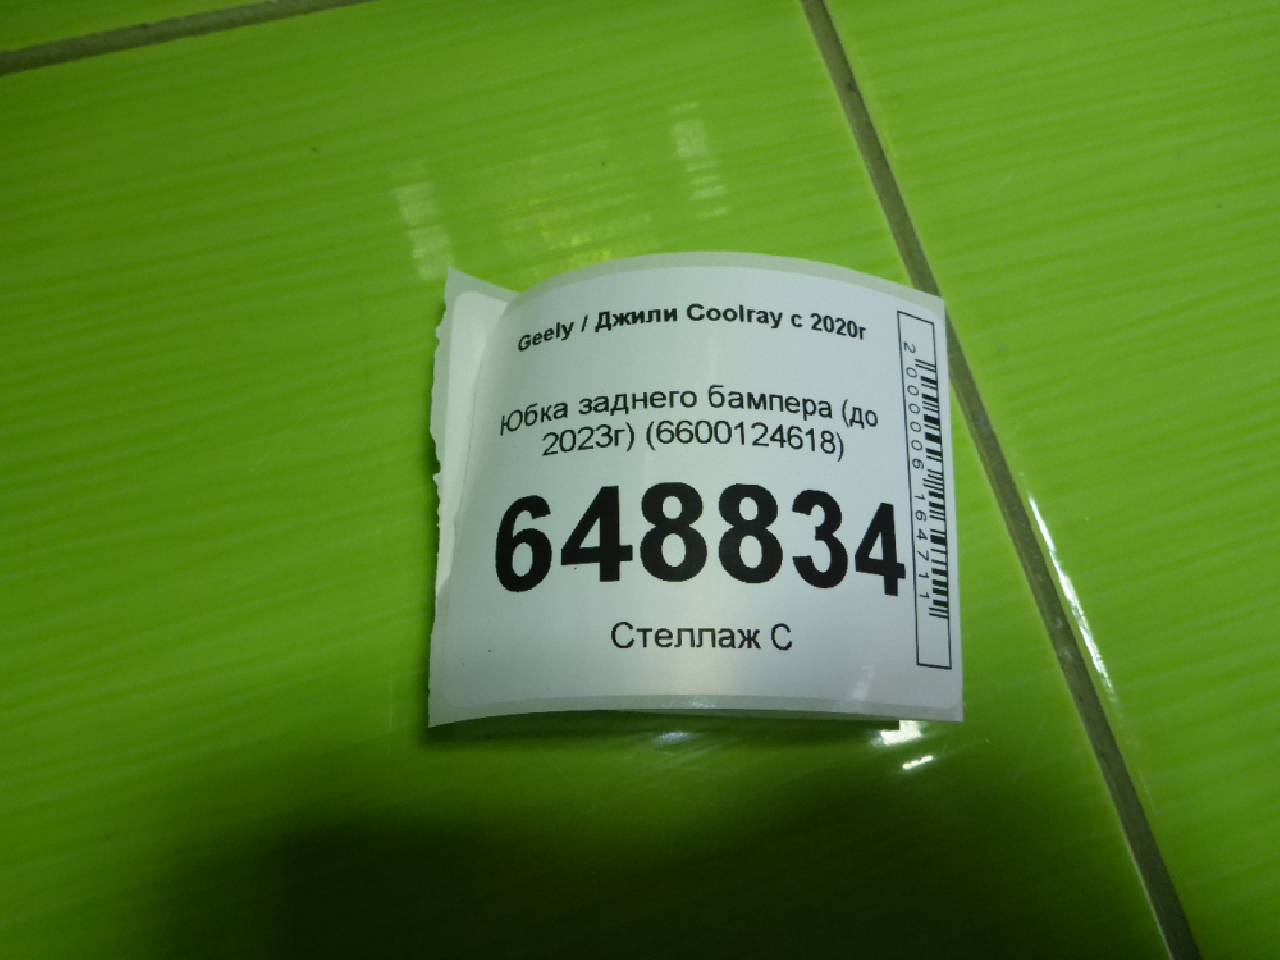 Geely / Джили Coolray с 2020г
Юбка заднего бампера (до
2023г) (6600124618)
648834
Стеллаж С
2000006164711